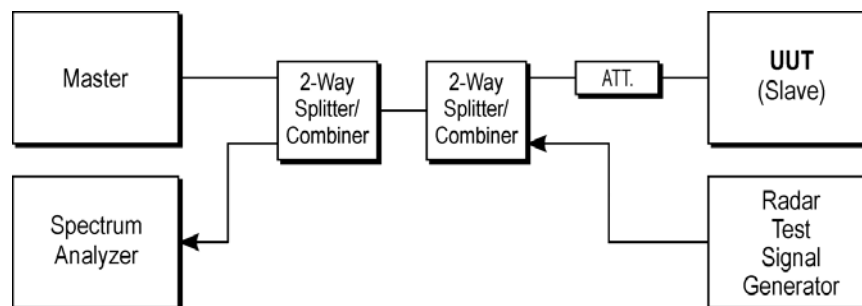 Master
2-Way
Splitter/
Combiner
2-Way
Splitter/
Combiner
ATT.
UUT
(Slave)
Spectrum
Analyzer
Radar
Test
Signal
Generator